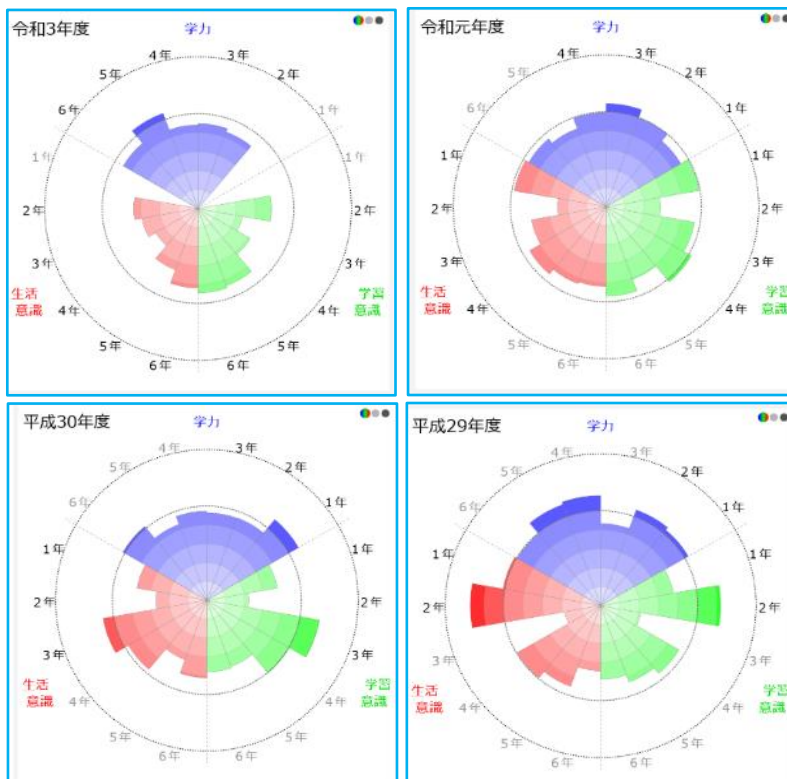 令和3年度
学力
4年
3年
5年
2年
6年
1年
1年
1年
2年
2年
3年
3年
生活
意識
学習
意識
4年
4年
5年
5年
6年
6年
令和元年度
学力
4年
3年
5年
2年
6年
1年
1年
1年
2年
2年
3年
3年
生活
意識
学習
意識
4年
4年
5年
5年
6年
6年
平成30年度
学力
4年
3年
5年
2年
6年
1年
1年
1年
2年
2年
3年
3年
生活
意識
学習
意識
4年
4年
5年
5年
6年
6年
平成29年度
学力
4年
3年
5年
2年
6年
1年
1年
1年
2年
2年
3年
3年
生活
意識
学習
意識
4年
4年
5年
5年
6年
6年